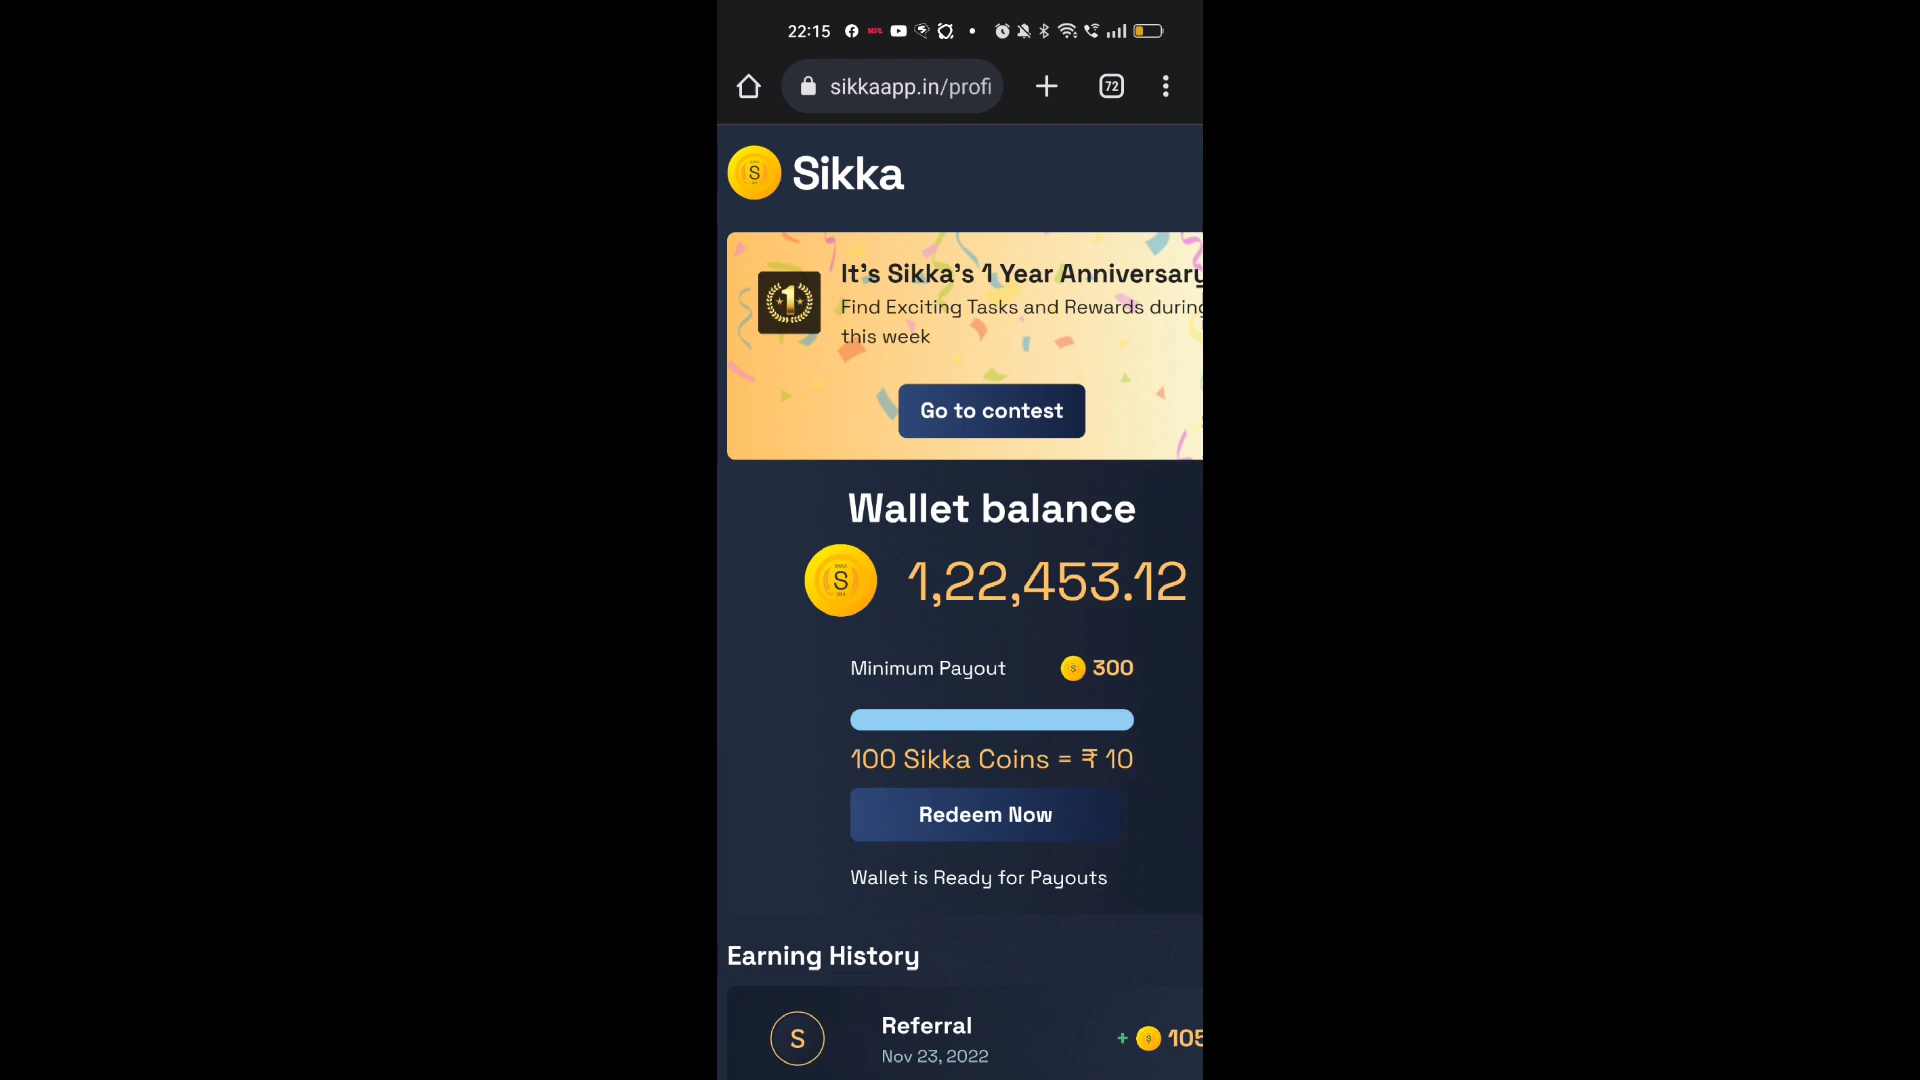 22:15
sikkaapp.in/profi
72
Sikka
It's Sikka's 1 Year Anniversary
Find Exciting Tasks and Rewards during
this week
Go to contest
Wallet balance
1,22,453.12
Minimum Payout 300
100 Sikka Coins = ₹ 10
Redeem Now
Wallet is Ready for Payouts
Earning History
S
Referral
+ 105
Nov 23, 2022